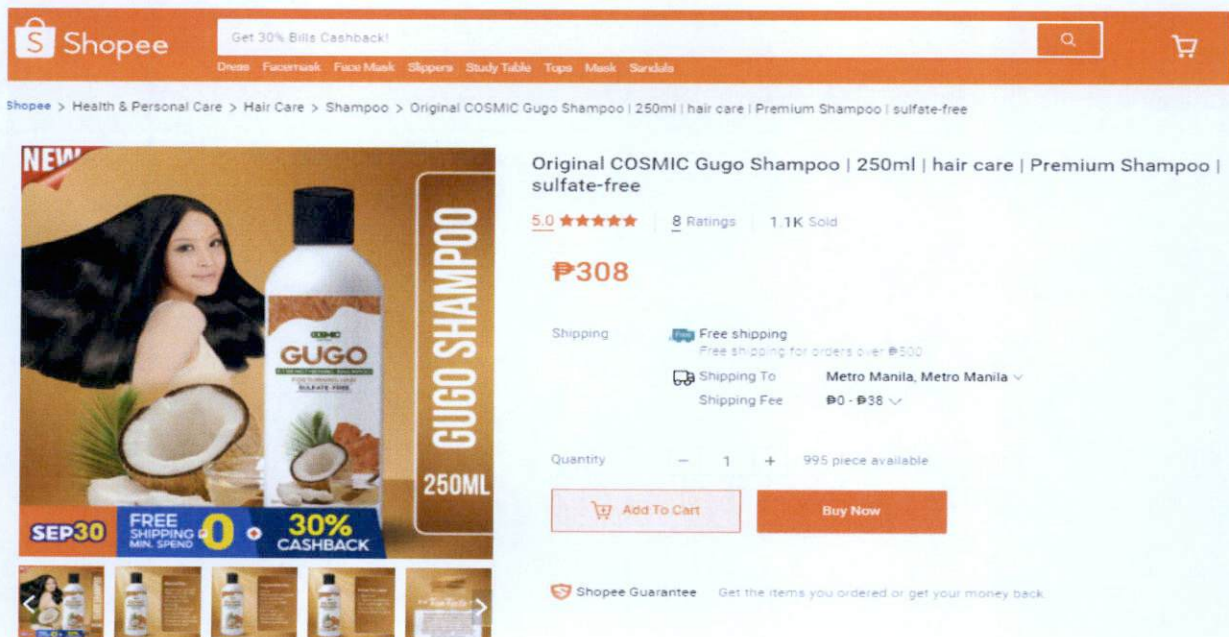 Shopee
Get 30% Bills Cashback!
Dress Facemask Face Mask Slippers Study Table Tops Mask Sandals
Shopee > Health & Personal Care > Hair Care > Shampoo > Original COSMIC Gugo Shampoo | 250ml | hair care | Premium Shampoo | sulfate-free
NEW
COSMIC
GUGO
SULFATE-FREE
GUGO SHAMPOO
250ML
SEP30
FREE SHIPPING ₱0 MIN. SPEND
30% CASHBACK
Original COSMIC Gugo Shampoo | 250ml | hair care | Premium Shampoo |
sulfate-free
5.0 8 Ratings 1.1K Sold
₱308
Shipping Free shipping
Free shipping for orders over ₱500
Shipping To Metro Manila, Metro Manila
Shipping Fee ₱0 - ₱38
Quantity − 1 + 995 piece available
Add To Cart Buy Now
Shopee Guarantee Get the items you ordered or get your money back